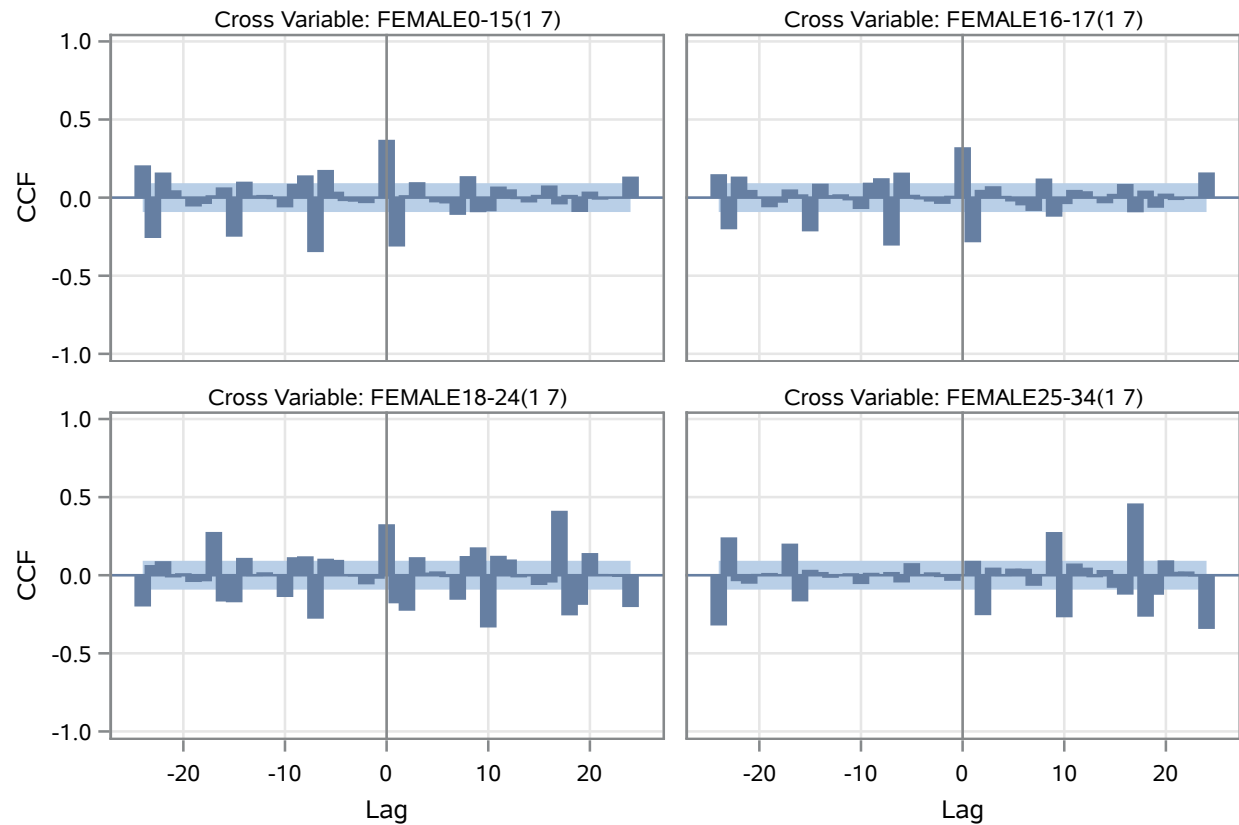 Cross Variable: FEMALE0-15(1 7)
Cross Variable: FEMALE16-17(1 7)
1.0
0.5
0.0
-0.5
-1.0
CCF
Cross Variable: FEMALE18-24(1 7)
Cross Variable: FEMALE25-34(1 7)
1.0
0.5
0.0
-0.5
-1.0
CCF
-20 -10 0 10 20
-20 -10 0 10 20
Lag
Lag